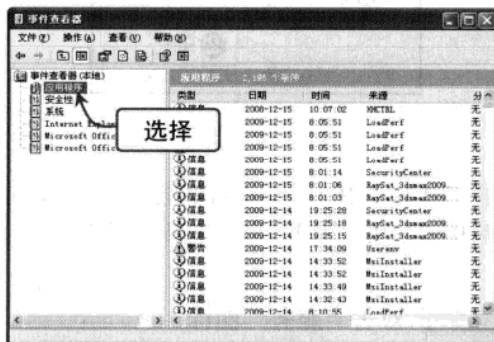 事件查看器
文件(F) 操作(A) 查看(V) 帮助(H)
事件查看器(本地)
应用程序
安全性
系统
Internet
Microsoft Offic
Microsoft Offic
选择
应用程序 2,196 个事件
类型 日期 时间 来源 分
信息 2008-12-15 10:07:02 无
2009-12-15 8:05:51 LoadPerf 无
2009-12-15 8:05:51 LoadPerf 无
2009-12-15 8:05:51 LoadPerf 无
信息 2009-12-15 8:05:51 LoadPerf 无
信息 2009-12-15 8:01:14 SecurityCenter 无
信息 2009-12-15 8:01:06 RaySat_3dsmax2009... 无
信息 2009-12-15 8:01:03 RaySat_3dsmax2009... 无
信息 2009-12-14 19:25:28 SecurityCenter 无
信息 2009-12-14 19:25:18 RaySat_3dsmax2009... 无
信息 2009-12-14 19:25:15 RaySat_3dsmax2009... 无
警告 2009-12-14 17:34:09 Userenv 无
信息 2009-12-14 14:33:52 MsiInstaller 无
信息 2009-12-14 14:33:52 MsiInstaller 无
信息 2009-12-14 14:33:49 MsiInstaller 无
信息 2009-12-14 14:32:43 MsiInstaller 无
信息 2009-12-14 8:10:55 LoadPerf 无